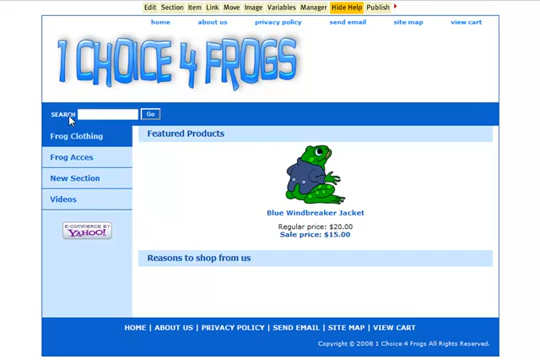 Edit Section Item Link Move Image Variables Manager Hide Help Publish
home about us privacy policy send email site map view cart
1 CHOICE 4 FROGS
SEARCH Go
Frog Clothing
Frog Acces
New Section
Videos
E-COMMERCE BY
YAHOO!
Featured Products
Blue Windbreaker Jacket
Regular price: $20.00
Sale price: $15.00
Reasons to shop from us
HOME | ABOUT US | PRIVACY POLICY | SEND EMAIL | SITE MAP | VIEW CART
Copyright © 2008 1 Choice 4 Frogs All Rights Reserved.